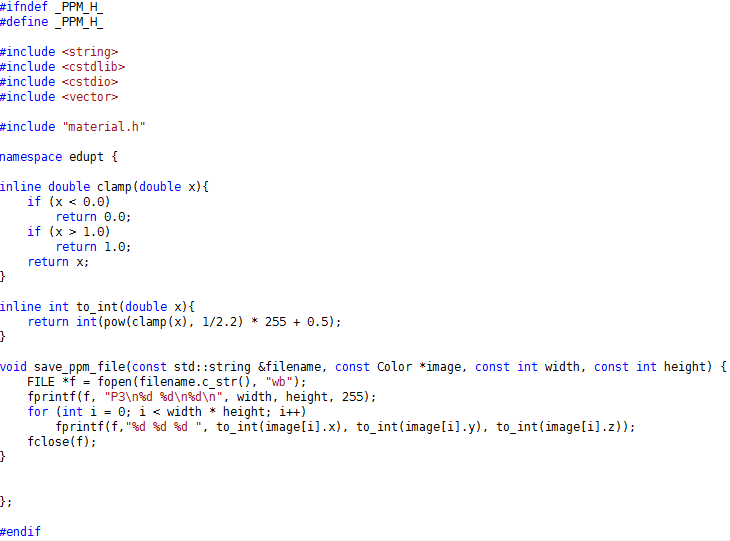 #ifndef _PPM_H_
#define _PPM_H_
#include <string>
#include <cstdlib>
#include <cstdio>
#include <vector>
#include "material.h"
namespace edupt {
inline double clamp(double x){
if (x < 0.0)
return 0.0;
if (x > 1.0)
return 1.0;
return x;
}
inline int to_int(double x){
return int(pow(clamp(x), 1/2.2) * 255 + 0.5);
}
void save_ppm_file(const std::string &filename, const Color *image, const int width, const int height) {
FILE *f = fopen(filename.c_str(), "wb");
fprintf(f, "P3\n%d %d\n%d\n", width, height, 255);
for (int i = 0; i < width * height; i++)
fprintf(f,"%d %d %d ", to_int(image[i].x), to_int(image[i].y), to_int(image[i].z));
fclose(f);
}
};
#endif